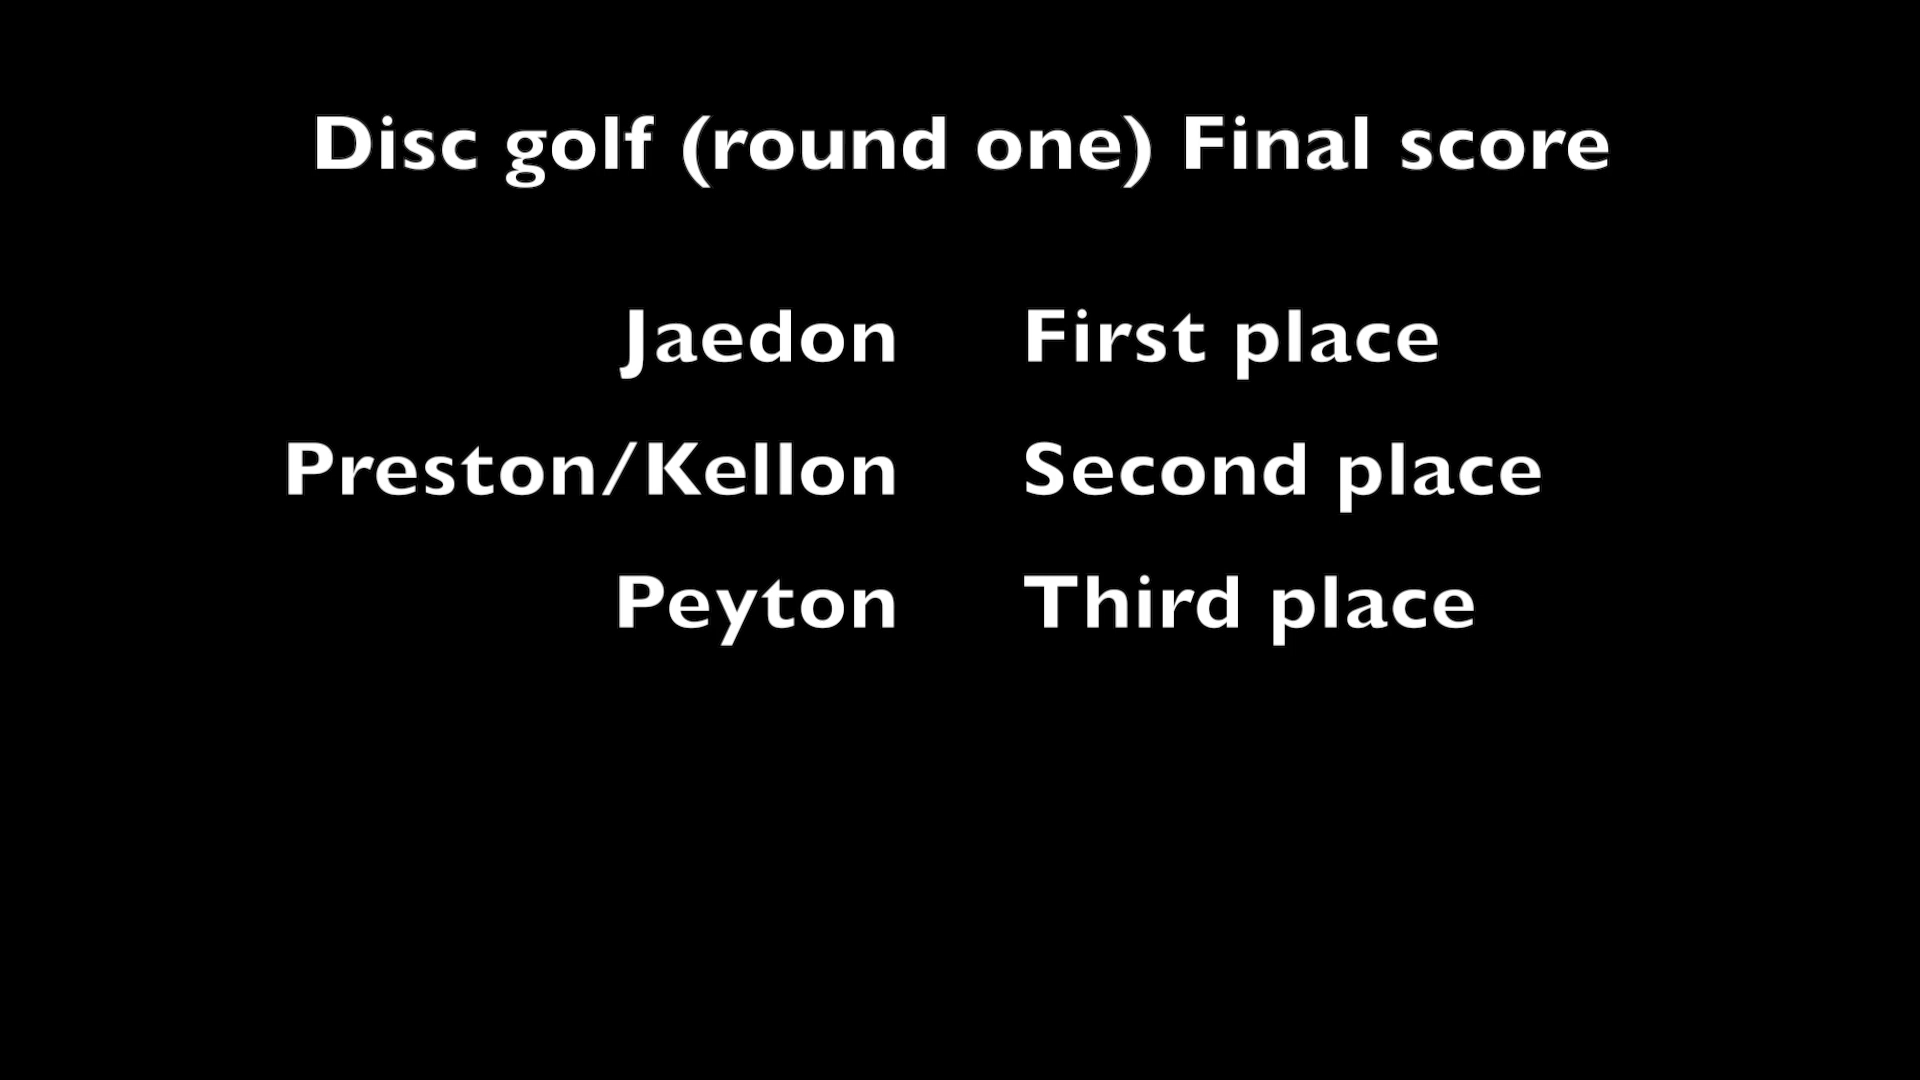 Disc golf (round one) Final score
Jaedon First place
Preston/Kellon Second place
Peyton Third place